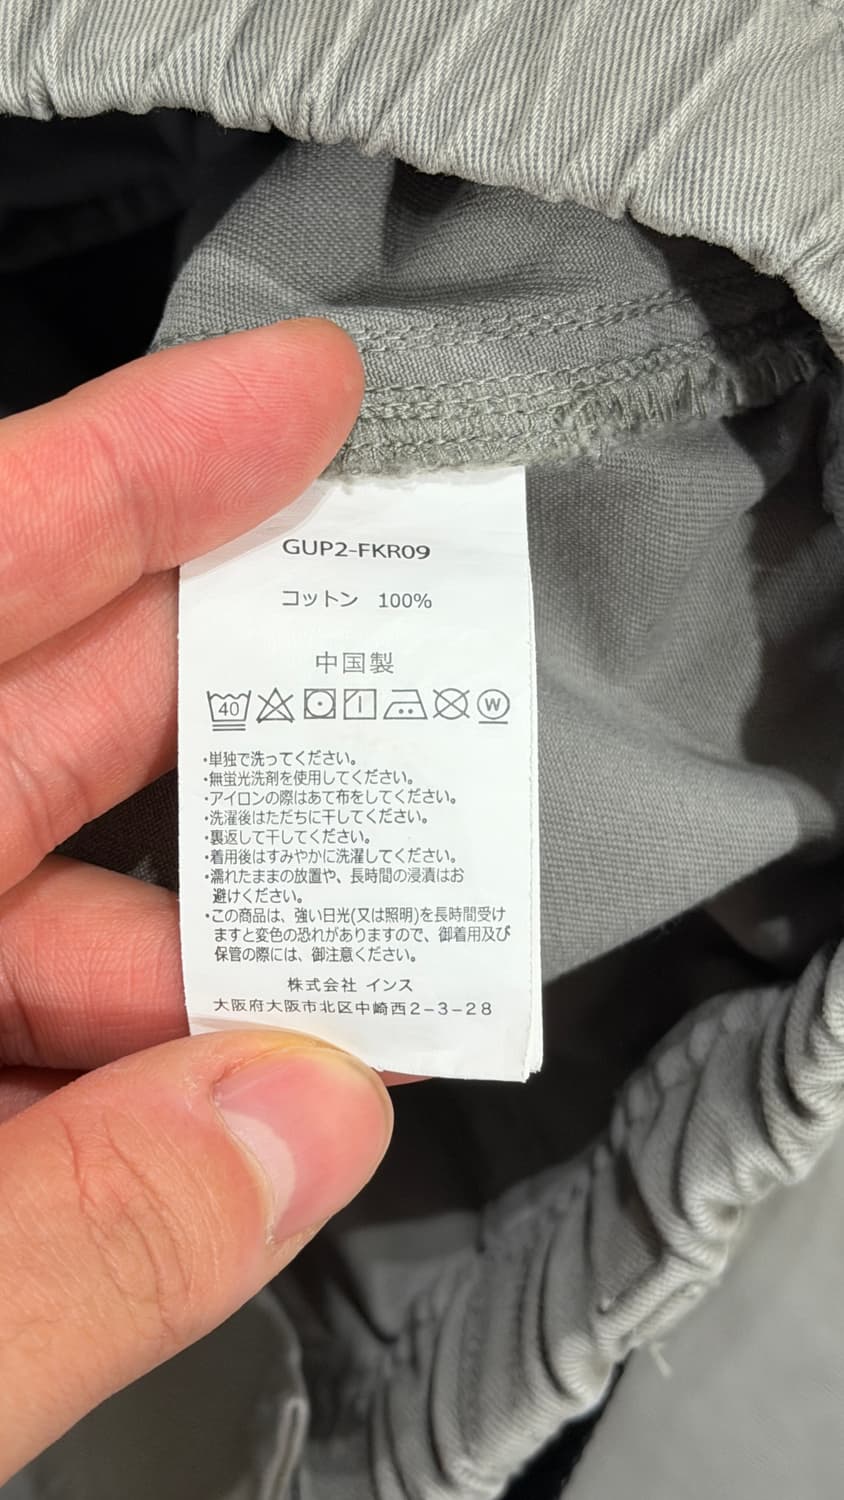 GUP2-FKR09
コットン 100%
中国製
40 W
・単独で洗ってください。
・無蛍光洗剤を使用してください。
・アイロンの際はあて布をしてください。
・洗濯後はただちに干してください。
・裏返して干してください。
・着用後はすみやかに洗濯してください。
・濡れたままの放置や、長時間の浸漬はお
避けください。
・この商品は、強い日光(又は照明)を長時間受け
ますと変色の恐れがありますので、御着用及び
保管の際には、御注意ください。
株式会社 インス
大阪府大阪市北区中崎西2-3-28